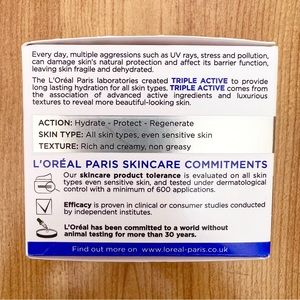 Every day, multiple aggressions such as UV rays, stress and pollution,
can damage skin's natural protection and affect its barrier function,
leaving skin fragile and dehydrated.
The L'Oréal Paris laboratories created TRIPLE ACTIVE to provide
long lasting hydration for all skin types. TRIPLE ACTIVE comes from
the association of advanced active ingredients and luxurious
textures to reveal more beautiful-looking skin.
ACTION: Hydrate - Protect - Regenerate
SKIN TYPE: All skin types, even sensitive skin
TEXTURE: Rich and creamy, non greasy
L'ORÉAL PARIS SKINCARE COMMITMENTS
Our skincare product tolerance is evaluated on all skin
types even sensitive skin, and tested under dermatological
control with a minimum of 600 applications.
Efficacy is proven in clinical or consumer studies conducted
by independent institutes.
L'Oréal has been committed to a world without
animal testing for more than 30 years.
Find out more on www.loreal-paris.co.uk